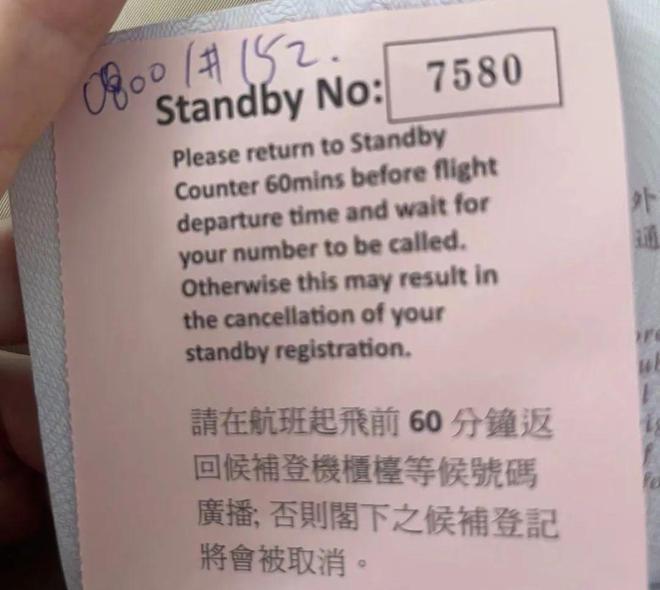 0800 1# 152.
Standby No: 7580
Please return to Standby
Counter 60mins before flight
departure time and wait for
your number to be called.
Otherwise this may result in
the cancellation of your
standby registration.
請在航班起飛前 60 分鐘返
回候補登機櫃檯等候號碼
廣播; 否則閣下之候補登記
將會被取消。
外
通